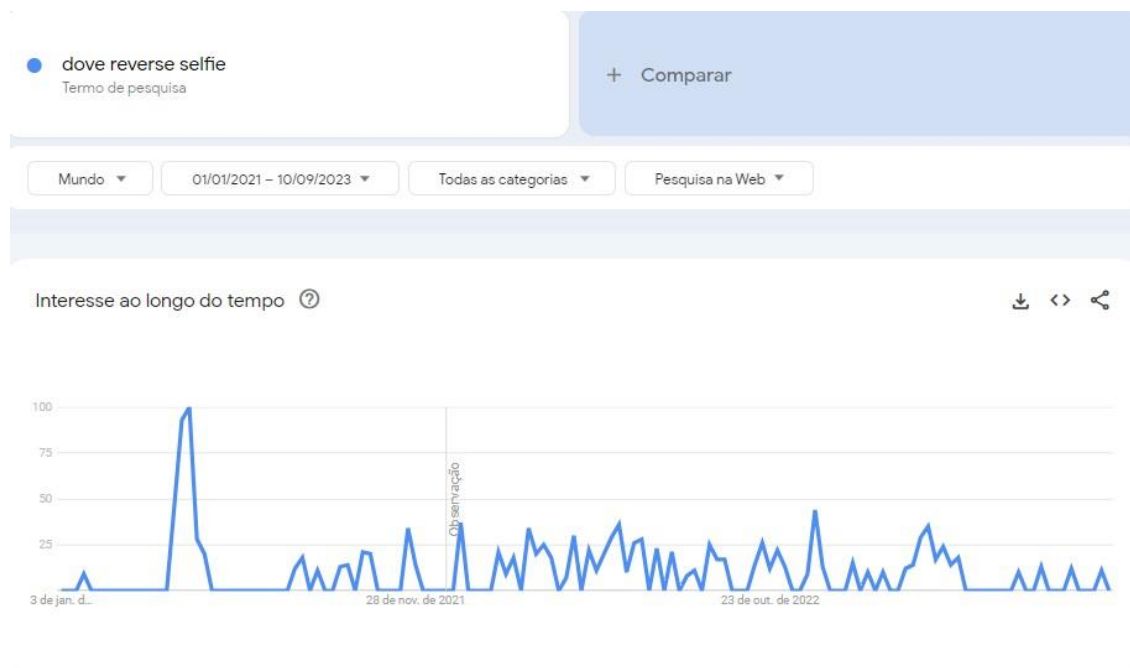 dove reverse selfie
Termo de pesquisa
+ Comparar
Mundo
01/01/2021 – 10/09/2023
Todas as categorias
Pesquisa na Web
Interesse ao longo do tempo
100
75
50
25
Observação
3 de jan. d...
28 de nov. de 2021
23 de out. de 2022